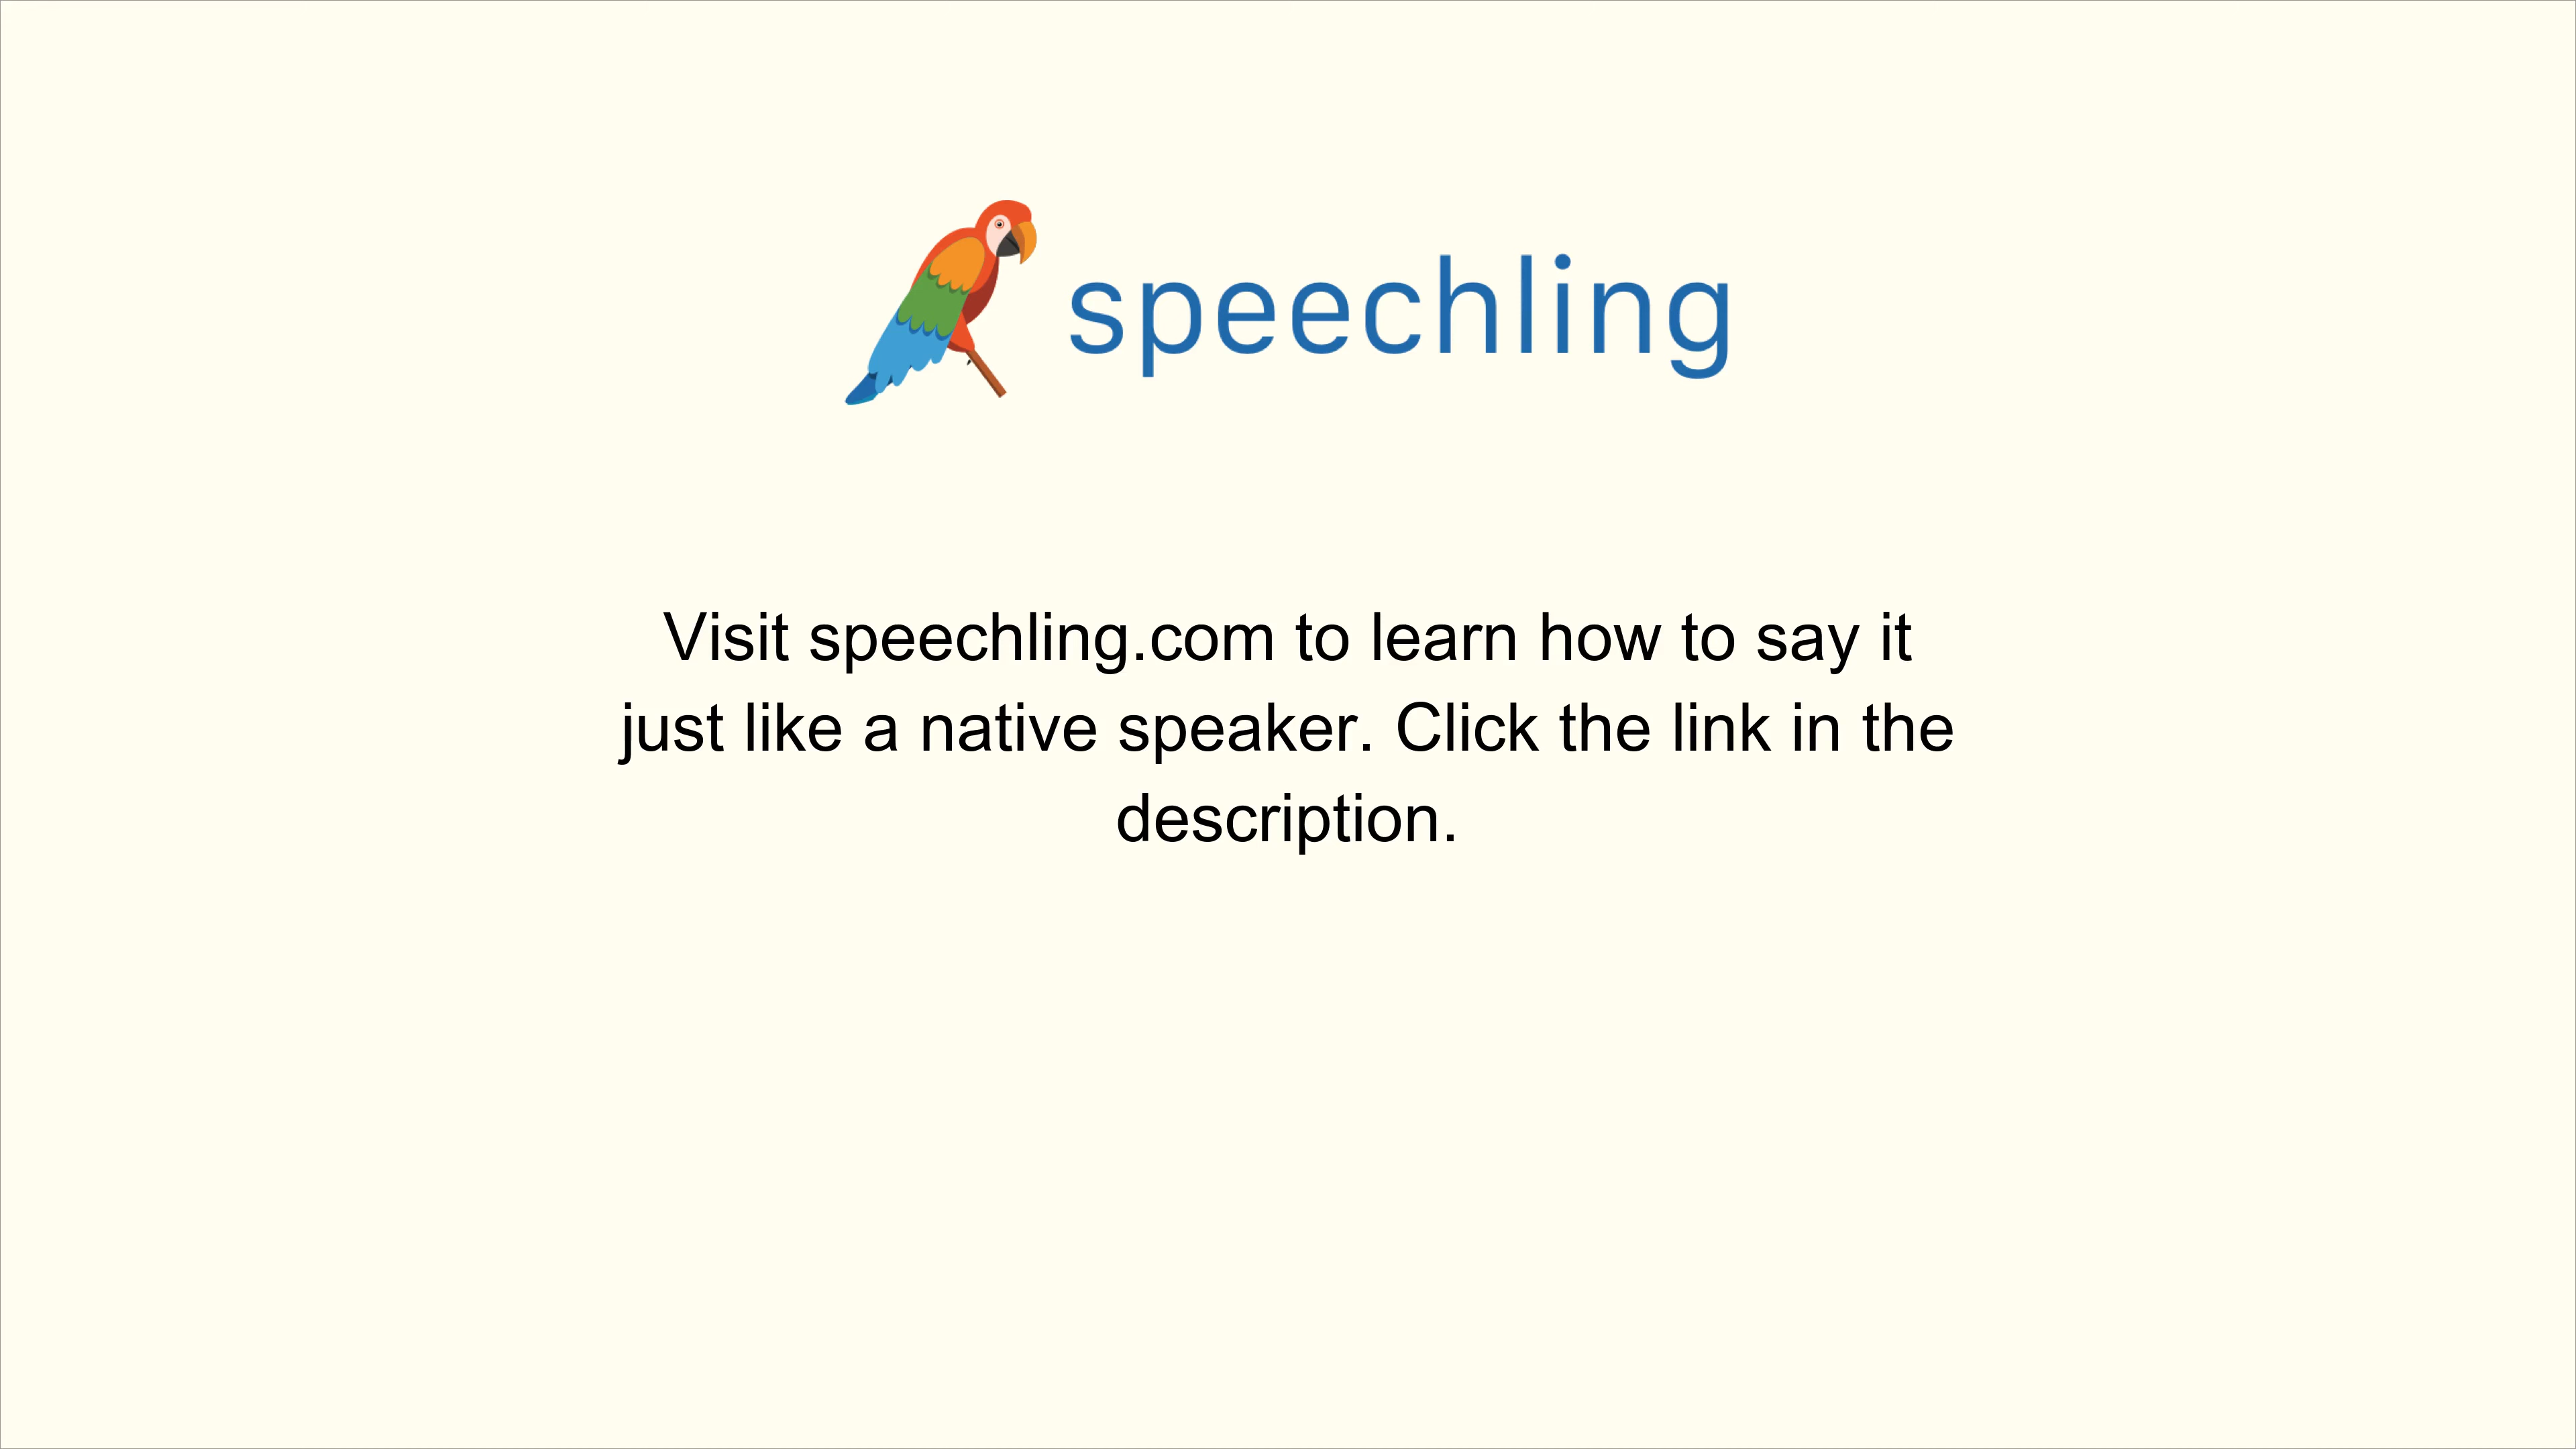 speechling
Visit speechling.com to learn how to say it
just like a native speaker. Click the link in the
description.